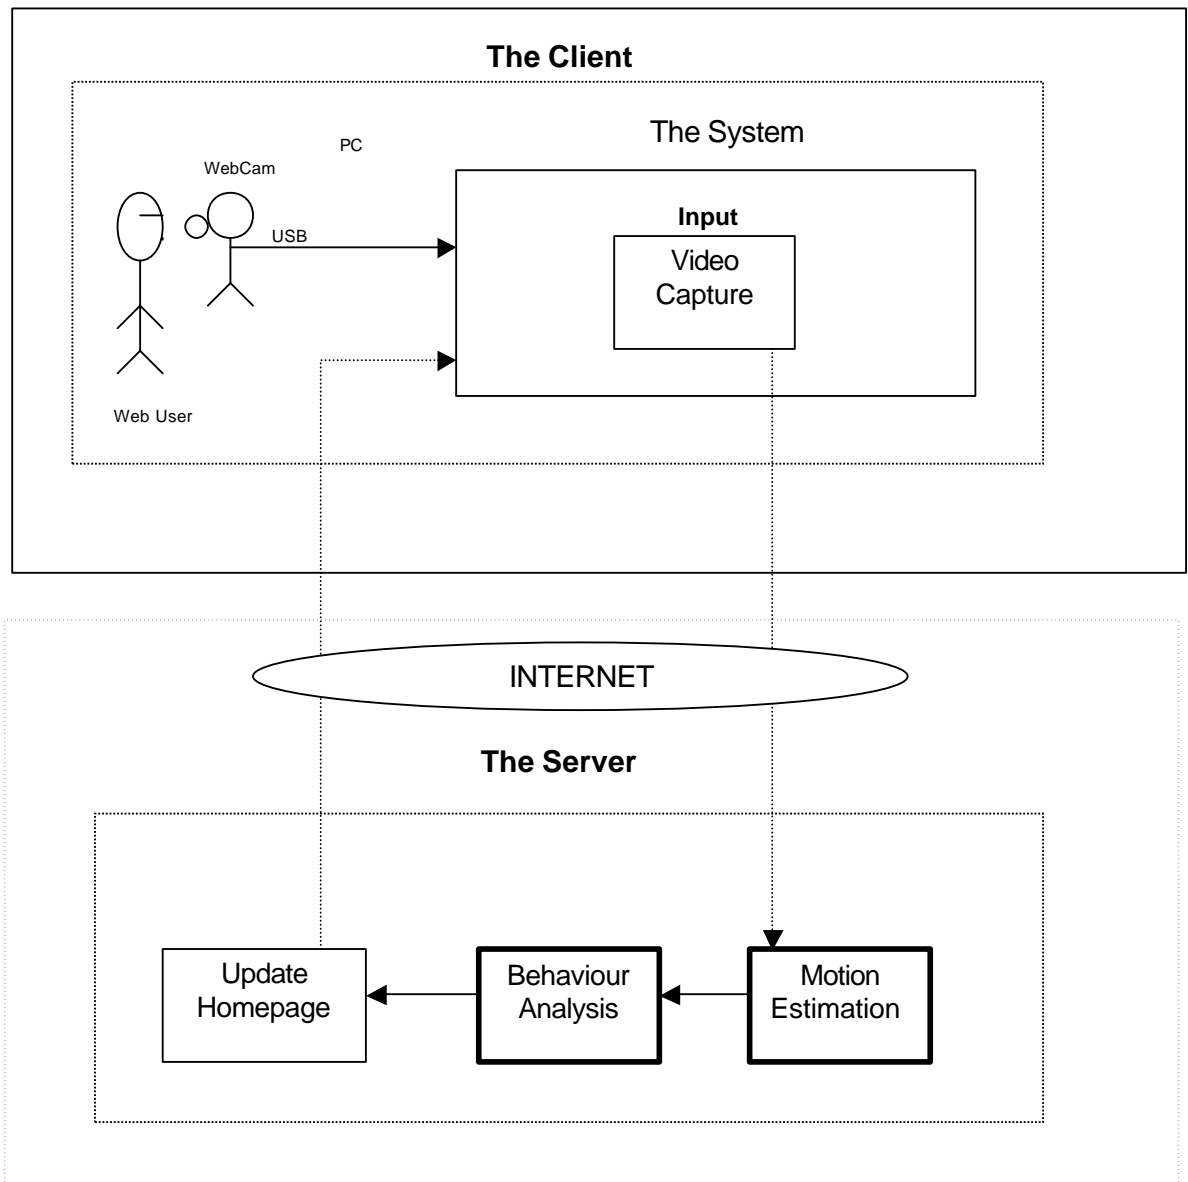 The Client
The System
PC
WebCam
Input
USB
Video
Capture
Web User
INTERNET
The Server
Update
Homepage
Behaviour
Analysis
Motion
Estimation